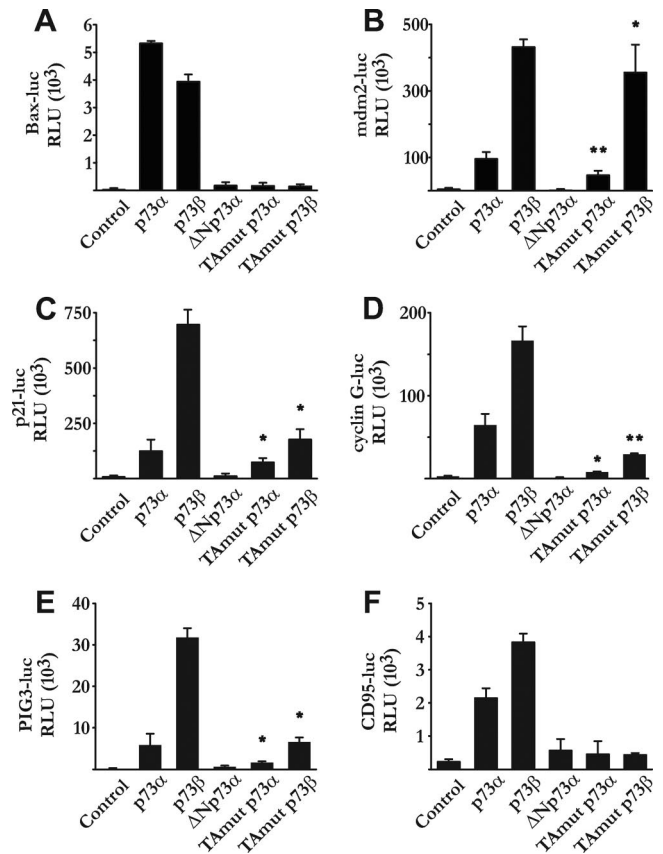 A
Bax-luc
RLU (10³)
6
5
4
3
2
1
Control
p73α
p73β
ΔNp73α
TAmut p73α
TAmut p73β
B
mdm2-luc
RLU (10³)
500
300
100
**
*
Control
p73α
p73β
ΔNp73α
TAmut p73α
TAmut p73β
C
p21-luc
RLU (10³)
750
500
250
*
*
Control
p73α
p73β
ΔNp73α
TAmut p73α
TAmut p73β
D
cyclin G-luc
RLU (10³)
200
100
*
**
Control
p73α
p73β
ΔNp73α
TAmut p73α
TAmut p73β
E
PIG3-luc
RLU (10³)
40
30
20
10
*
*
Control
p73α
p73β
ΔNp73α
TAmut p73α
TAmut p73β
F
CD95-luc
RLU (10³)
5
4
3
2
1
Control
p73α
p73β
ΔNp73α
TAmut p73α
TAmut p73β